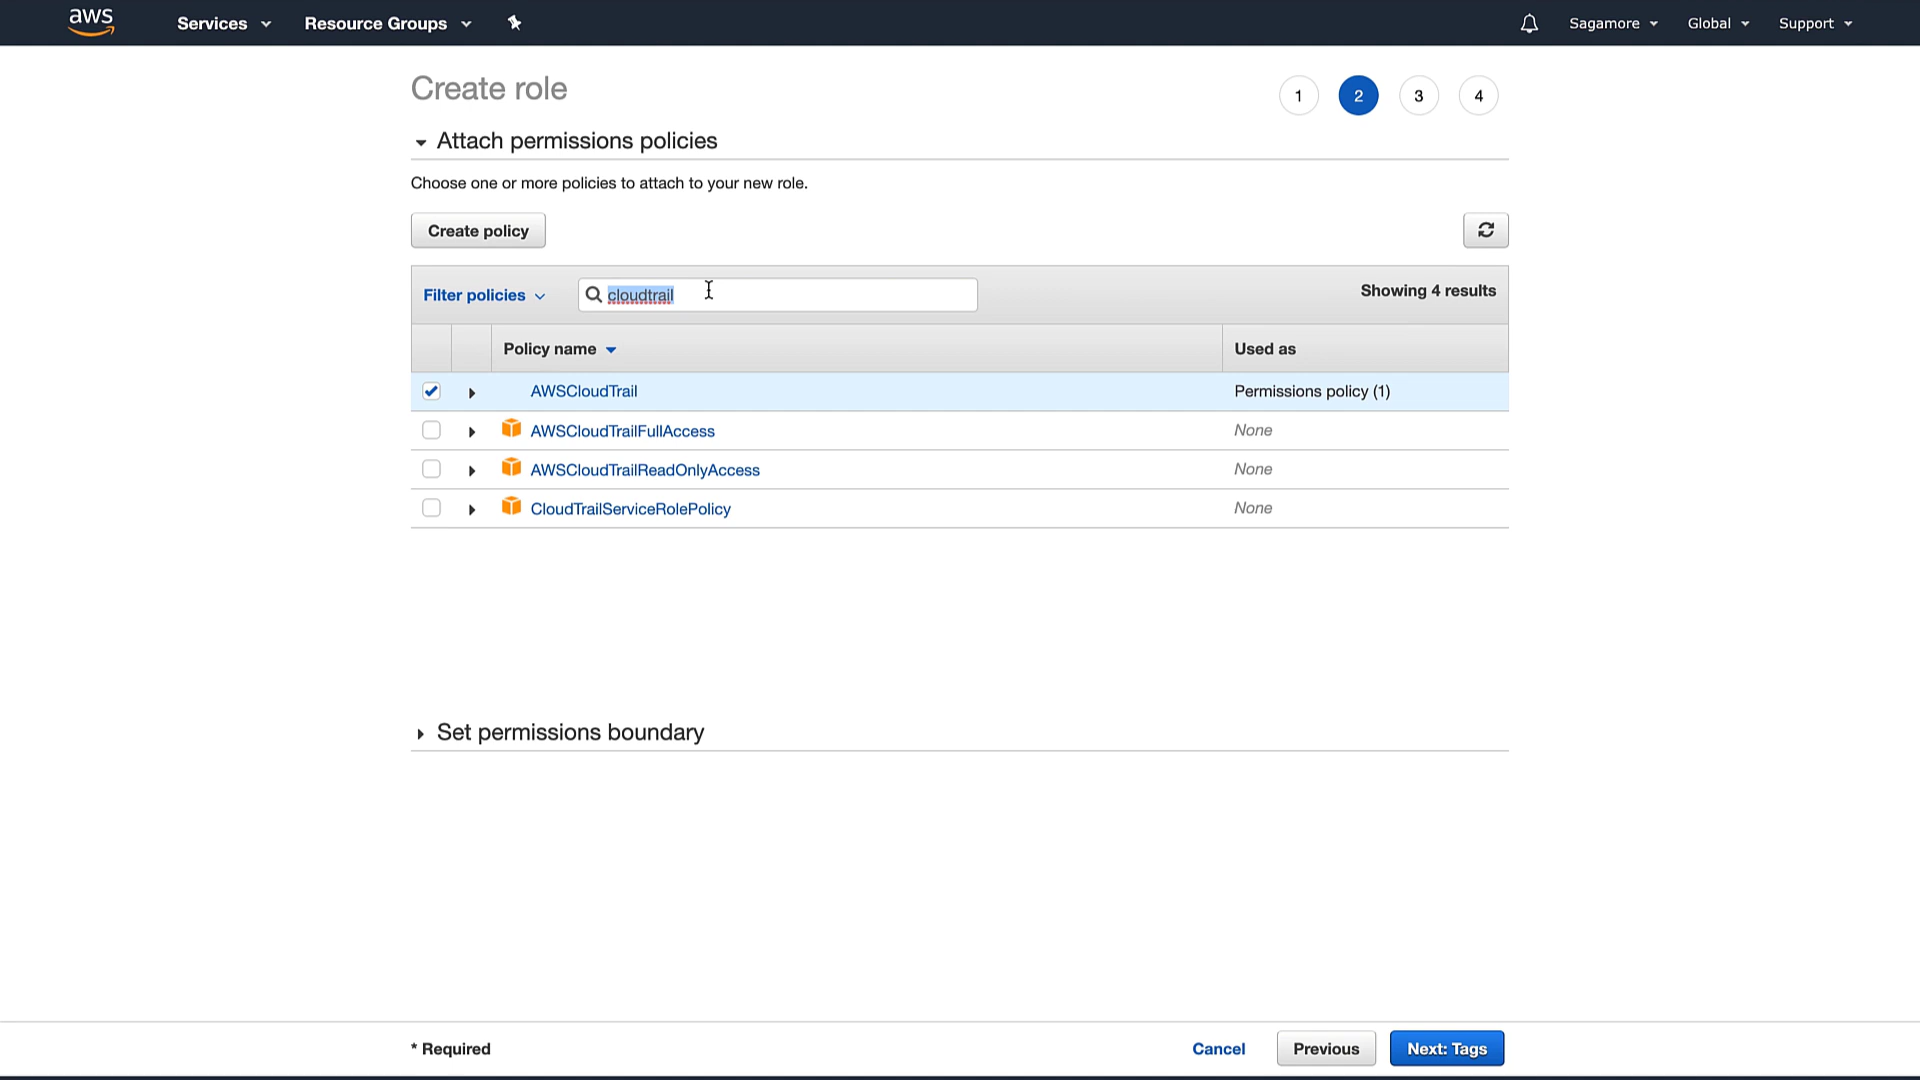 aws Services Resource Groups Sagamore Global Support
Create role 1 2 3 4
Attach permissions policies
Choose one or more policies to attach to your new role.
Create policy
Filter policies cloudtrail Showing 4 results
Policy name Used as
AWSCloudTrail Permissions policy (1)
AWSCloudTrailFullAccess None
AWSCloudTrailReadOnlyAccess None
CloudTrailServiceRolePolicy None
Set permissions boundary
* Required Cancel Previous Next: Tags